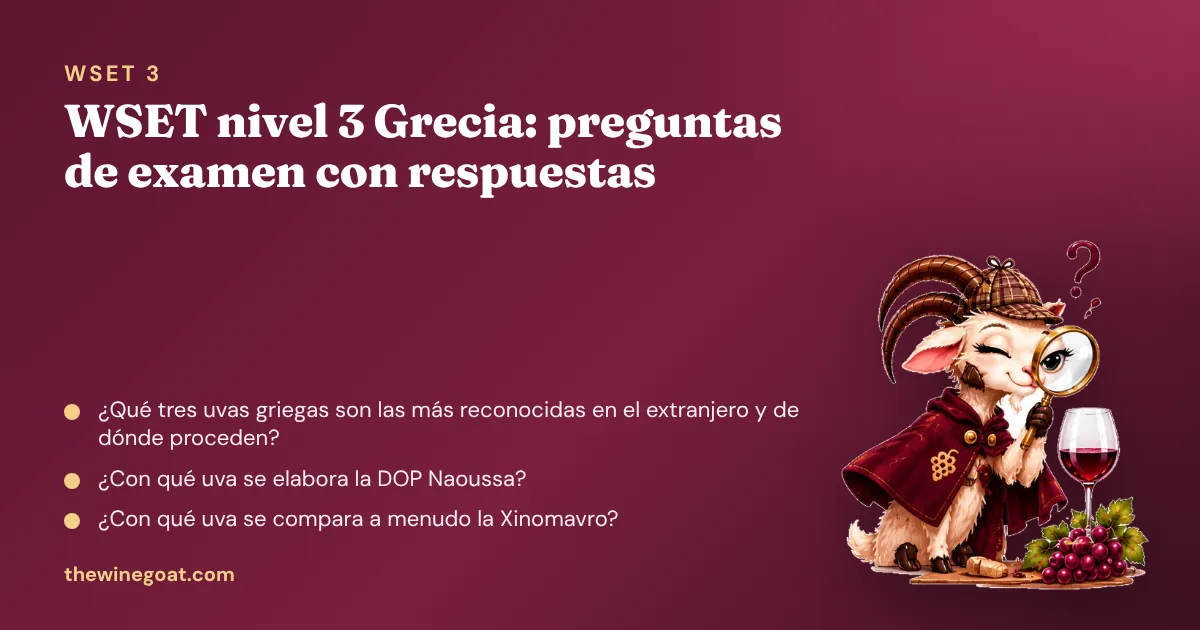 WSET 3
WSET nivel 3 Grecia: preguntas
de examen con respuestas
¿Qué tres uvas griegas son las más reconocidas en el extranjero y de
dónde proceden?
¿Con qué uva se elabora la DOP Naoussa?
¿Con qué uva se compara a menudo la Xinomavro?
thewinegoat.com